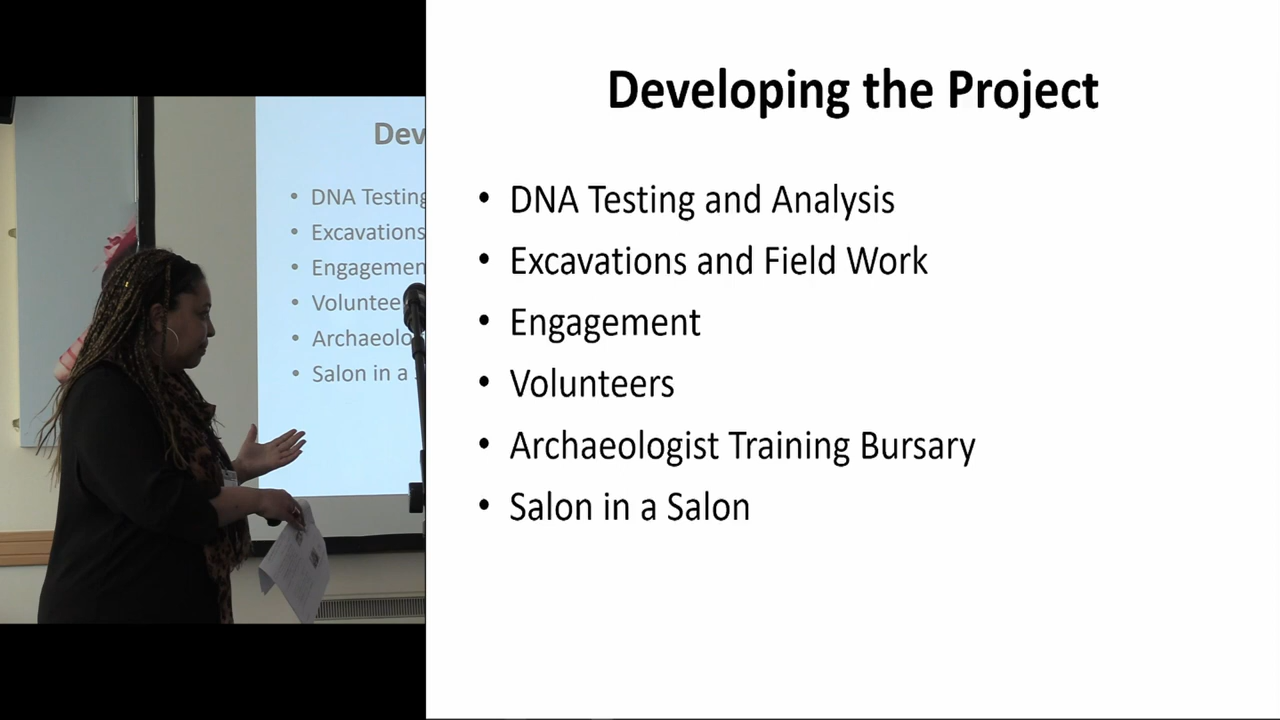 Developing the Project
• DNA Testing and Analysis
• Excavations and Field Work
• Engagement
• Volunteers
• Archaeologist Training Bursary
• Salon in a Salon
Dev
• DNA Testing
• Excavations
• Engagemen
• Voluntee
• Archaeolo
• Salon in a